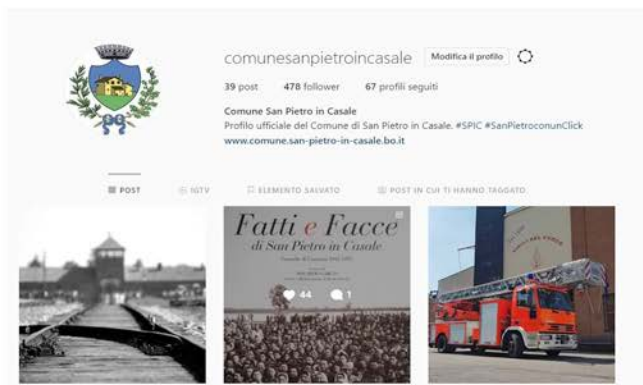 comunesanpietroincasale Modifica il profilo
39 post 478 follower 67 profili seguiti
Comune San Pietro in Casale
Profilo ufficiale del Comune di San Pietro in Casale. #SPIC #SanPietroconunClick
www.comune.san-pietro-in-casale.bo.it
POST IGTV ELEMENTO SALVATO POST IN CUI TI HANNO TAGGATO
Fatti e Facce
di San Pietro in Casale
44 1